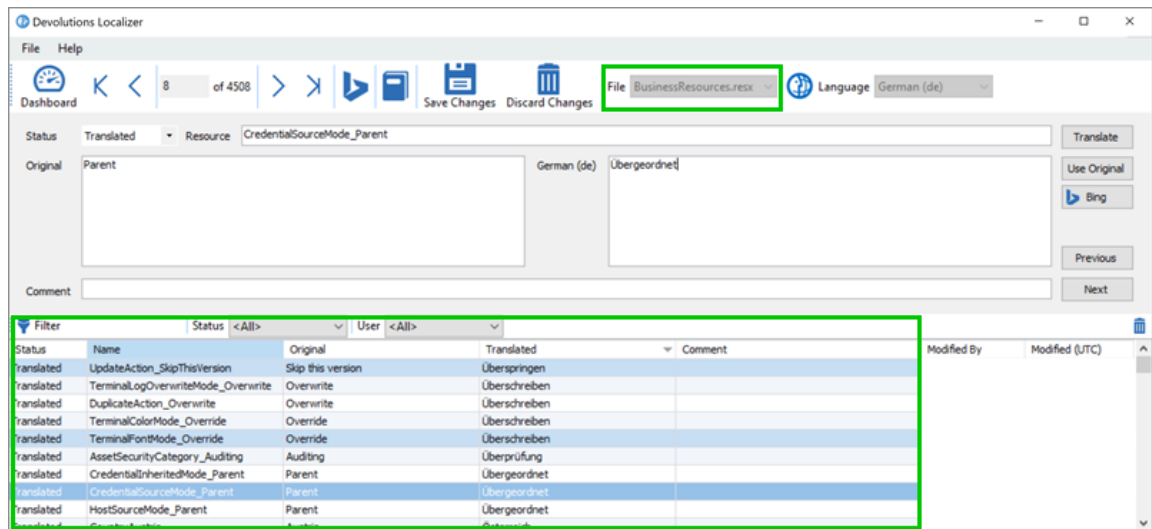 Devolutions Localizer
File Help
Dashboard 8 of 4508 Save Changes Discard Changes File BusinessResources.resx Language German (de)
Status Translated Resource CredentialSourceMode_Parent Translate
Original Parent German (de) Übergeordnet Use Original
Bing
Previous
Comment Next
Filter Status <All> User <All>
Status Name Original Translated Comment Modified By Modified (UTC)
Translated UpdateAction_SkipThisVersion Skip this version Überspringen
Translated TerminalLogOverwriteMode_Overwrite Overwrite Überschreiben
Translated DuplicateAction_Overwrite Overwrite Überschreiben
Translated TerminalColorMode_Override Override Überschreiben
Translated TerminalFontMode_Override Override Überschreiben
Translated AssetSecurityCategory_Auditing Auditing Überprüfung
Translated CredentialInheritedMode_Parent Parent Übergeordnet
Translated CredentialSourceMode_Parent Parent Übergeordnet
Translated HostSourceMode_Parent Parent Übergeordnet